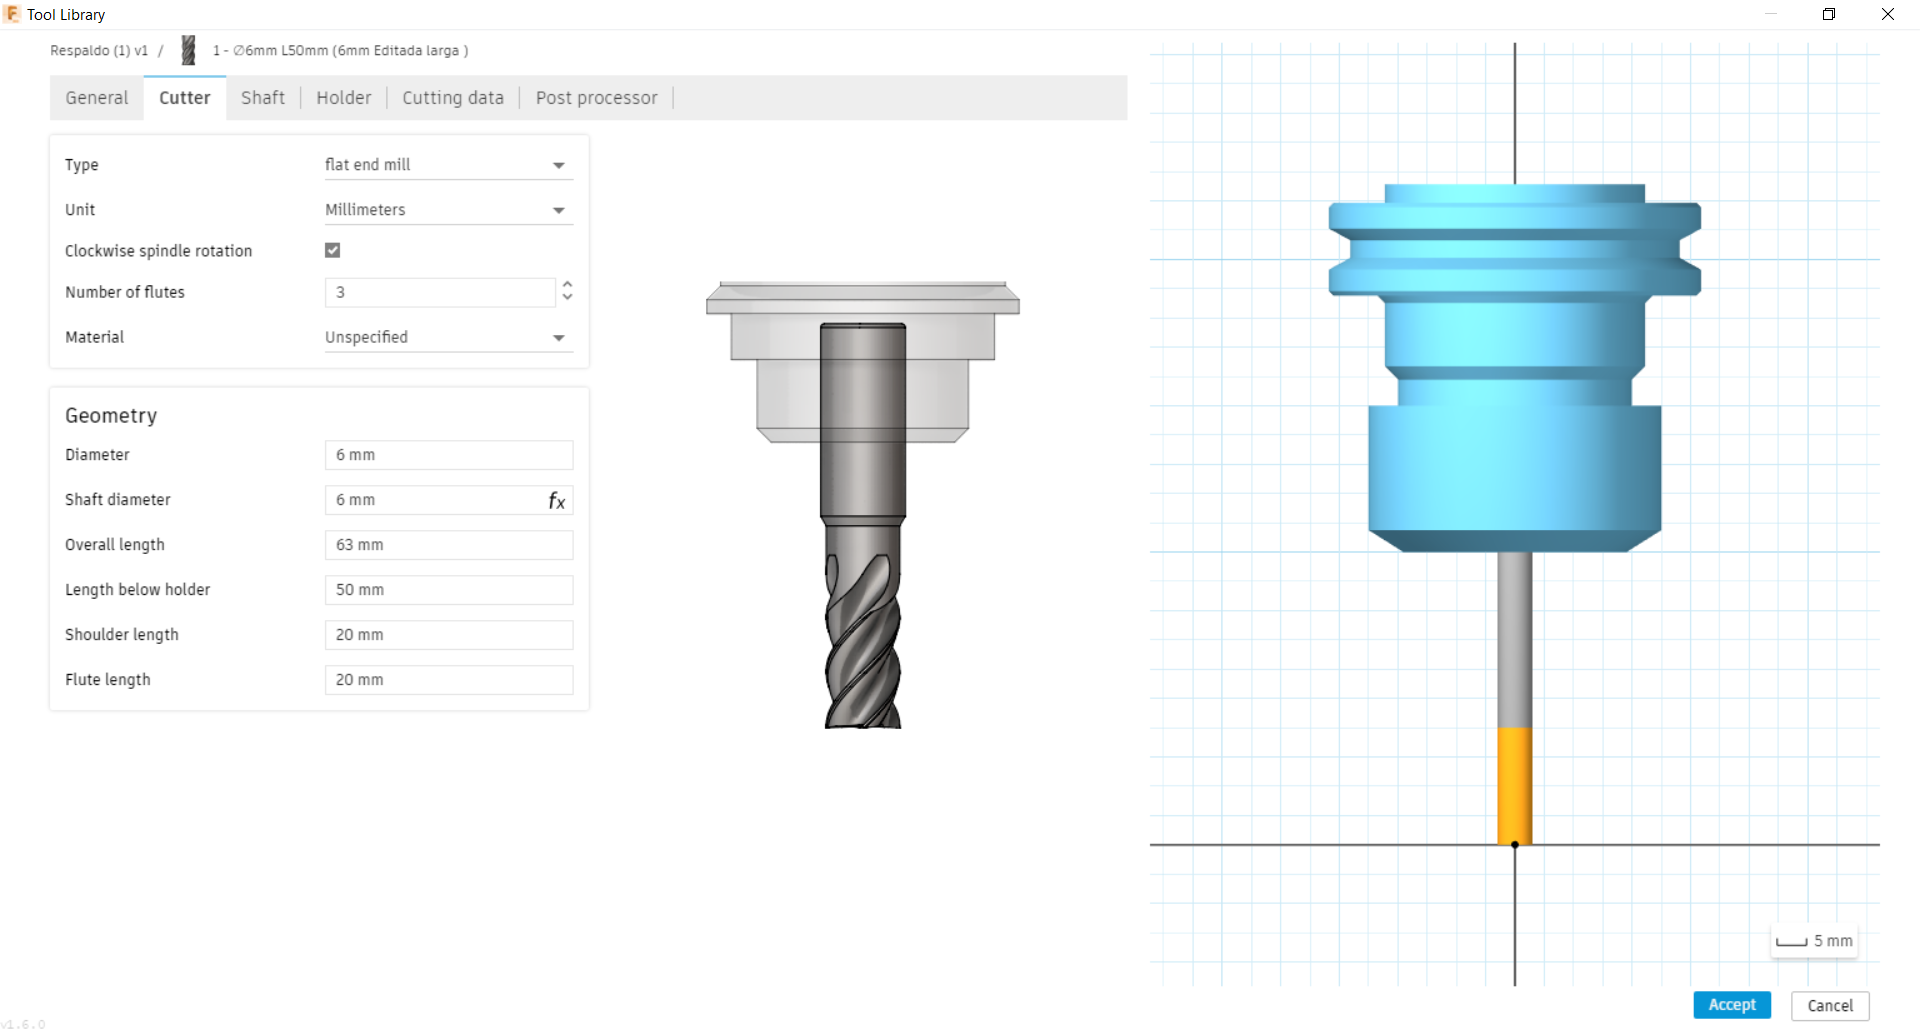 Tool Library
Respaldo (1) v1 / 1 - Ø6mm L50mm (6mm Editada larga )
General Cutter Shaft Holder Cutting data Post processor
Type flat end mill
Unit Millimeters
Clockwise spindle rotation
Number of flutes 3
Material Unspecified
Geometry
Diameter 6 mm
Shaft diameter 6 mm fx
Overall length 63 mm
Length below holder 50 mm
Shoulder length 20 mm
Flute length 20 mm
5 mm
Accept Cancel
v1.6.0